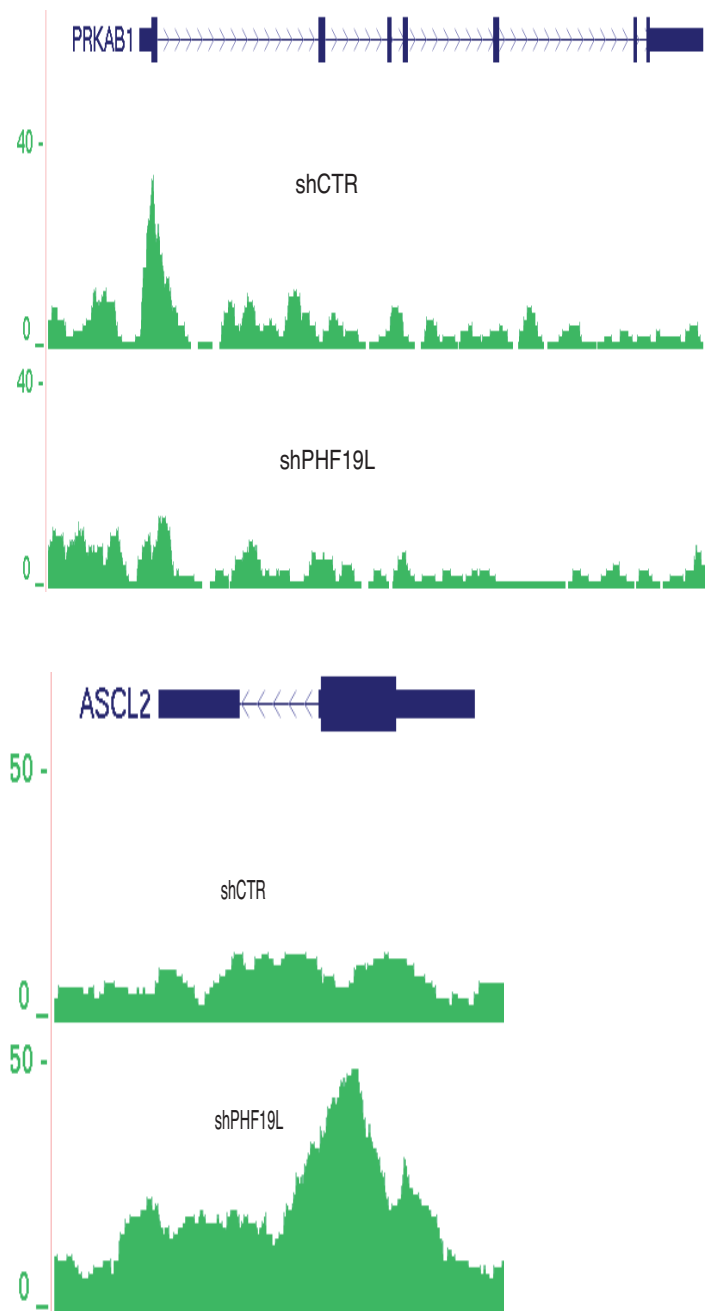 PRKAB1
40 -
shCTR
0 _
40 -
shPHF19L
0 _
ASCL2
50 -
shCTR
0 _
50 -
shPHF19L
0 _